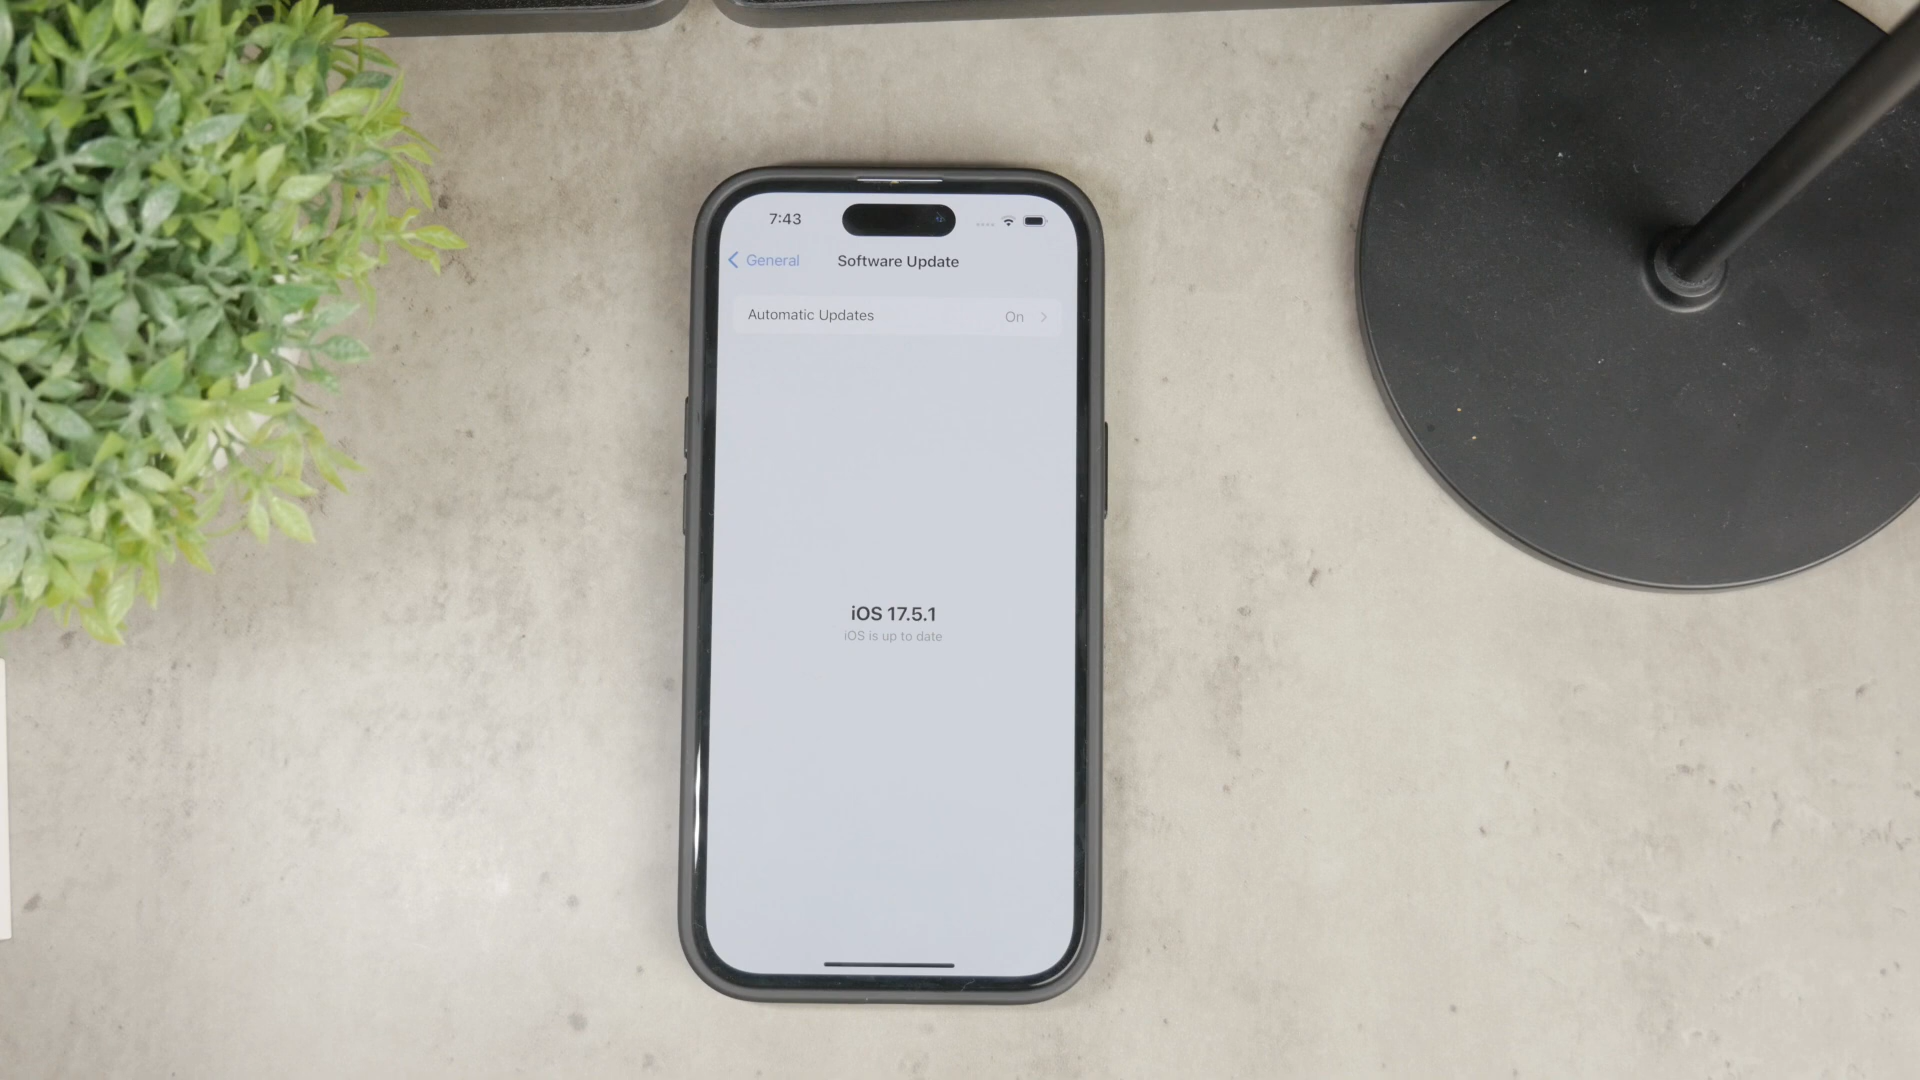 7:43
General
Software Update
Automatic Updates
On
iOS 17.5.1
iOS is up to date